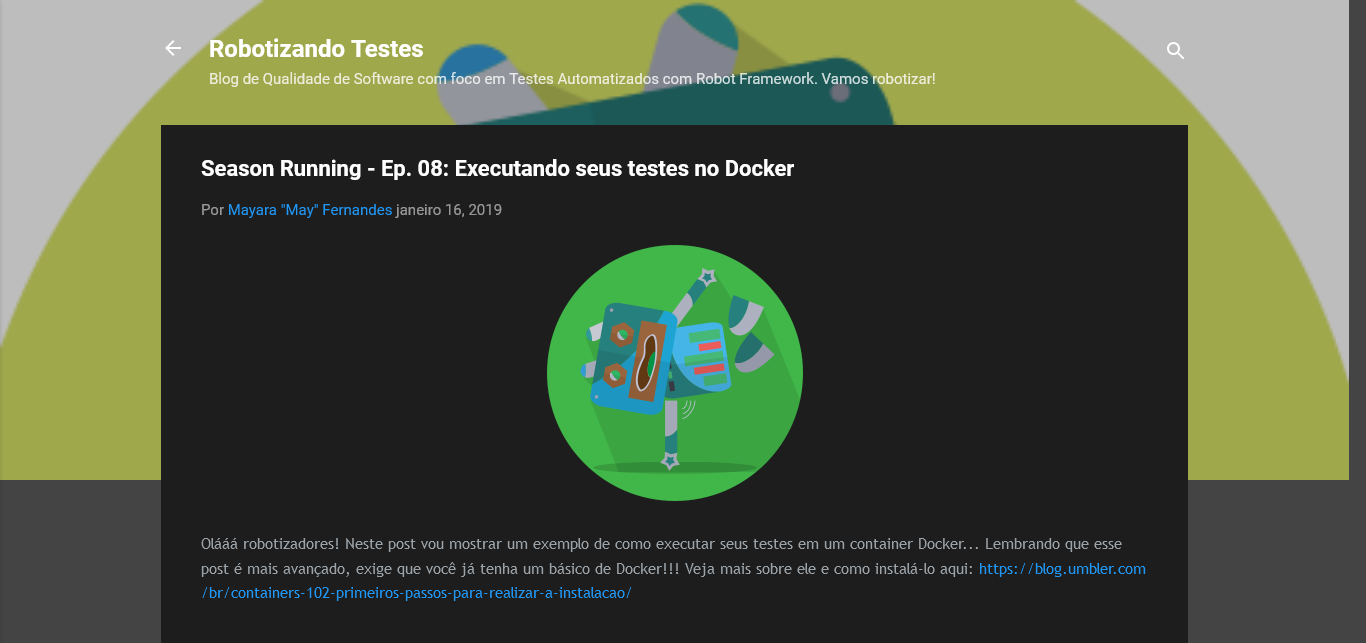 Robotizando Testes
Blog de Qualidade de Software com foco em Testes Automatizados com Robot Framework. Vamos robotizar!
Season Running - Ep. 08: Executando seus testes no Docker
Por Mayara "May" Fernandes janeiro 16, 2019
Olááá robotizadores! Neste post vou mostrar um exemplo de como executar seus testes em um container Docker... Lembrando que esse
post é mais avançado, exige que você já tenha um básico de Docker!!! Veja mais sobre ele e como instalá-lo aqui: https://blog.umbler.com
/br/containers-102-primeiros-passos-para-realizar-a-instalacao/